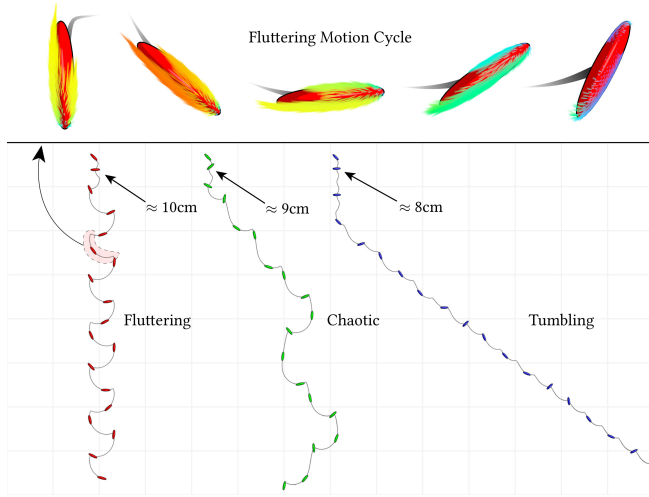 Fluttering Motion Cycle
≈ 10cm
≈ 9cm
≈ 8cm
Fluttering
Chaotic
Tumbling